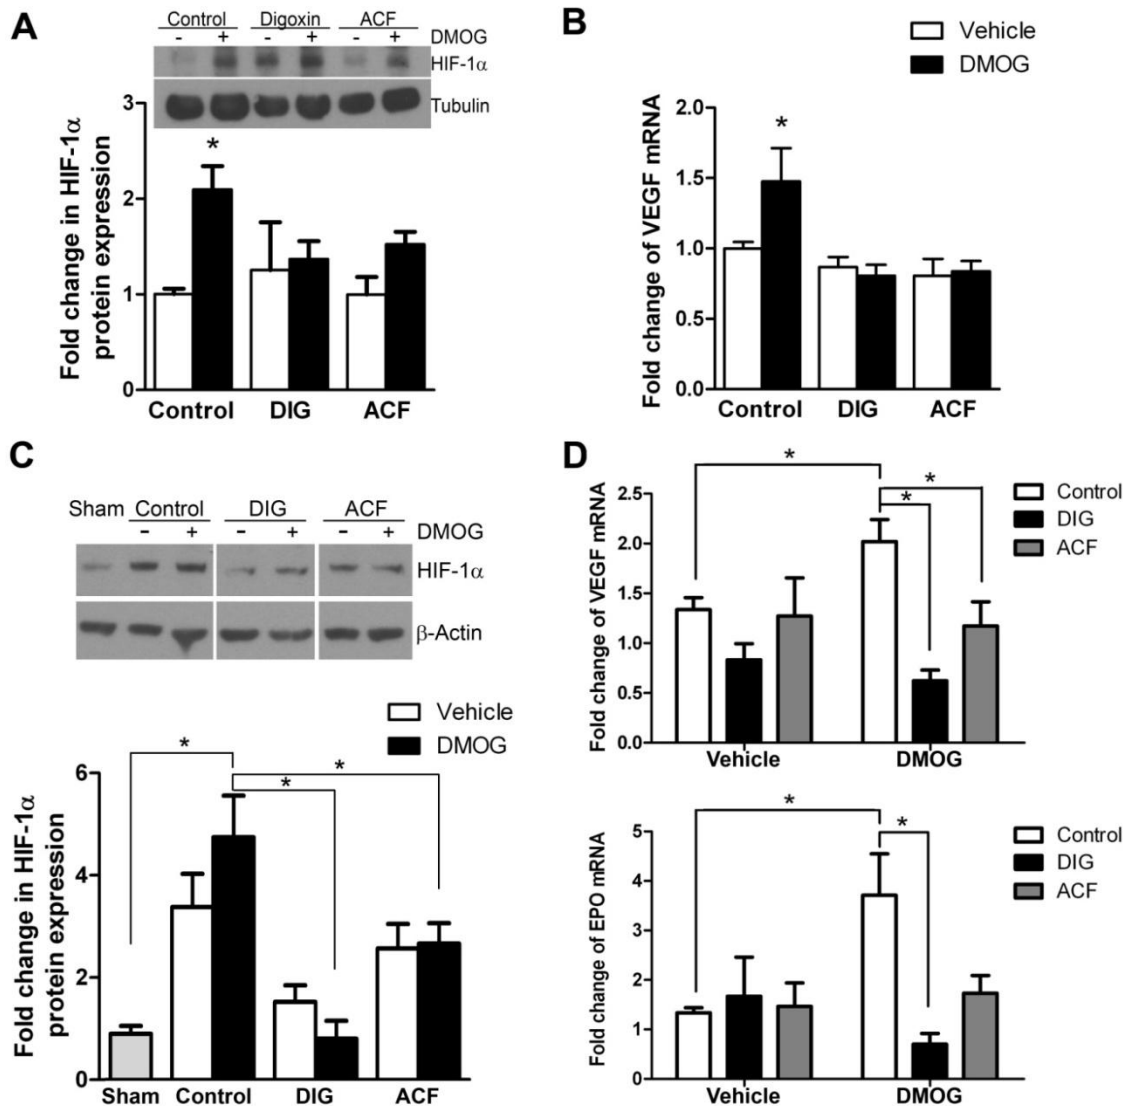 A
Control Digoxin ACF
- + - + - + DMOG
HIF-1α
Tubulin
Fold change in HIF-1α
protein expression
3
2
1
0
*
Control DIG ACF
B
Vehicle
DMOG
Fold change of VEGF mRNA
2.0
1.5
1.0
0.5
0.0
*
Control DIG ACF
C
Sham Control DIG ACF
- + - + - + DMOG
HIF-1α
β-Actin
Vehicle
DMOG
Fold change in HIF-1α
protein expression
6
4
2
0
*
*
*
Sham Control DIG ACF
D
Fold change of VEGF mRNA
2.5
2.0
1.5
1.0
0.5
0.0
*
*
*
Control
DIG
ACF
Vehicle DMOG
Fold change of EPO mRNA
5
4
3
2
1
0
*
*
Control
DIG
ACF
Vehicle DMOG